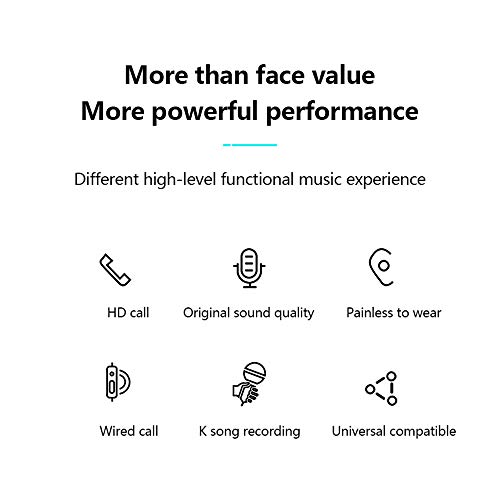 More than face value
More powerful performance
Different high-level functional music experience
HD call
Original sound quality
Painless to wear
Wired call
K song recording
Universal compatible